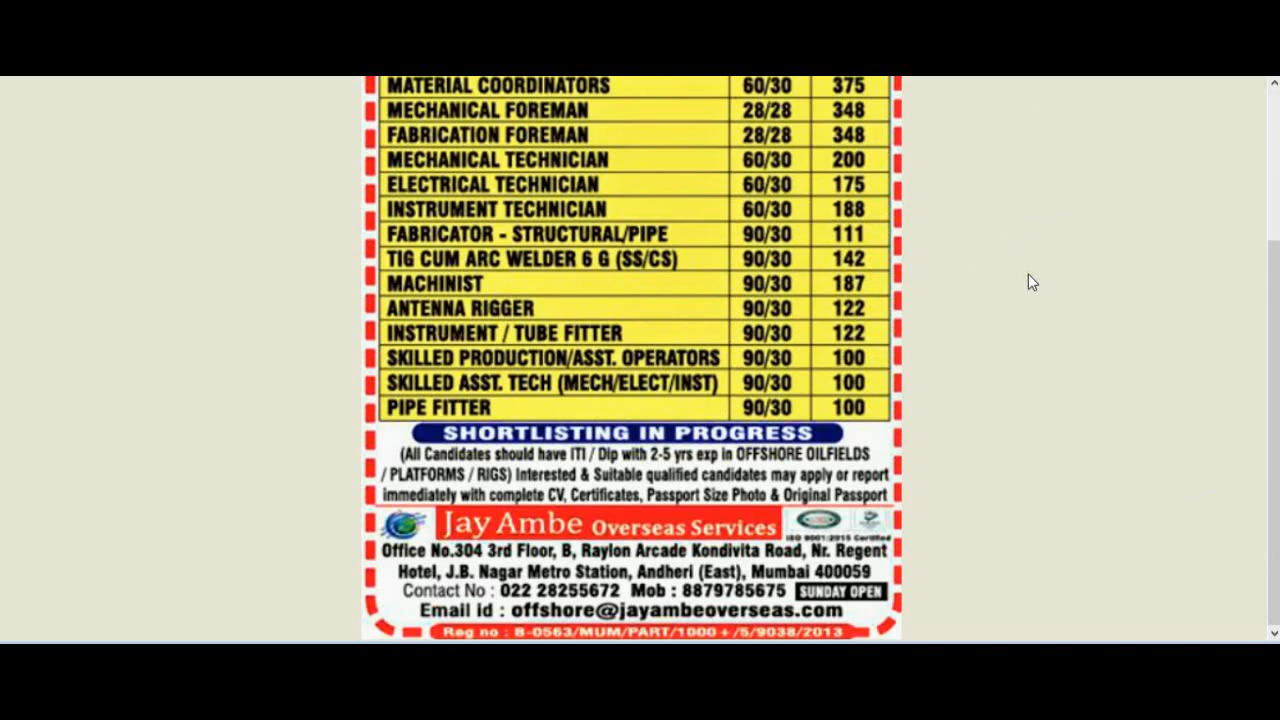 MATERIAL COORDINATORS 60/30 375
MECHANICAL FOREMAN 28/28 348
FABRICATION FOREMAN 28/28 348
MECHANICAL TECHNICIAN 60/30 200
ELECTRICAL TECHNICIAN 60/30 175
INSTRUMENT TECHNICIAN 60/30 188
FABRICATOR - STRUCTURAL/PIPE 90/30 111
TIG CUM ARC WELDER 6 G (SS/CS) 90/30 142
MACHINIST 90/30 187
ANTENNA RIGGER 90/30 122
INSTRUMENT / TUBE FITTER 90/30 122
SKILLED PRODUCTION/ASST. OPERATORS 90/30 100
SKILLED ASST. TECH (MECH/ELECT/INST) 90/30 100
PIPE FITTER 90/30 100
SHORTLISTING IN PROGRESS
(All Candidates should have ITI / Dip with 2-5 yrs exp in OFFSHORE OILFIELDS
/ PLATFORMS / RIGS) Interested & Suitable qualified candidates may apply or report
immediately with complete CV, Certificates, Passport Size Photo & Original Passport
Jay Ambe Overseas Services
ISO 9001:2015 Certified
Office No.304 3rd Floor, B, Raylon Arcade Kondivita Road, Nr. Regent
Hotel, J.B. Nagar Metro Station, Andheri (East), Mumbai 400059
Contact No : 022 28255672 Mob : 8879785675 SUNDAY OPEN
Email id : offshore@jayambeoverseas.com
Reg no : B-0563/MUM/PART/1000+/5/9038/2013